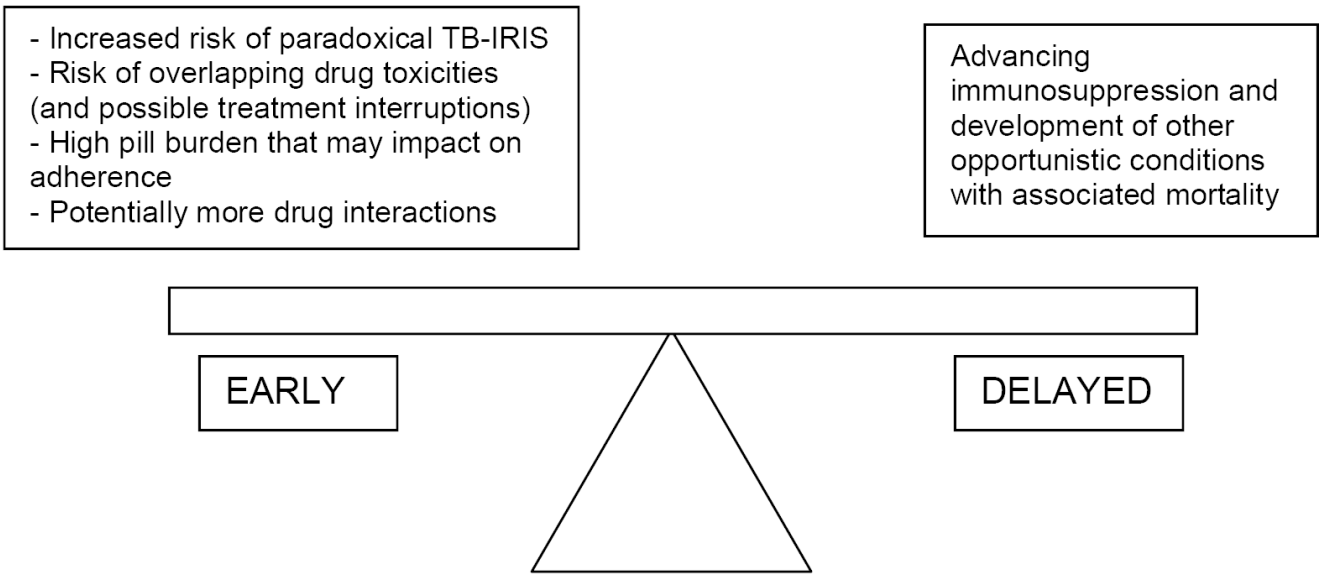 - Increased risk of paradoxical TB-IRIS
- Risk of overlapping drug toxicities
(and possible treatment interruptions)
- High pill burden that may impact on
adherence
- Potentially more drug interactions
Advancing
immunosuppression and
development of other
opportunistic conditions
with associated mortality
EARLY
DELAYED